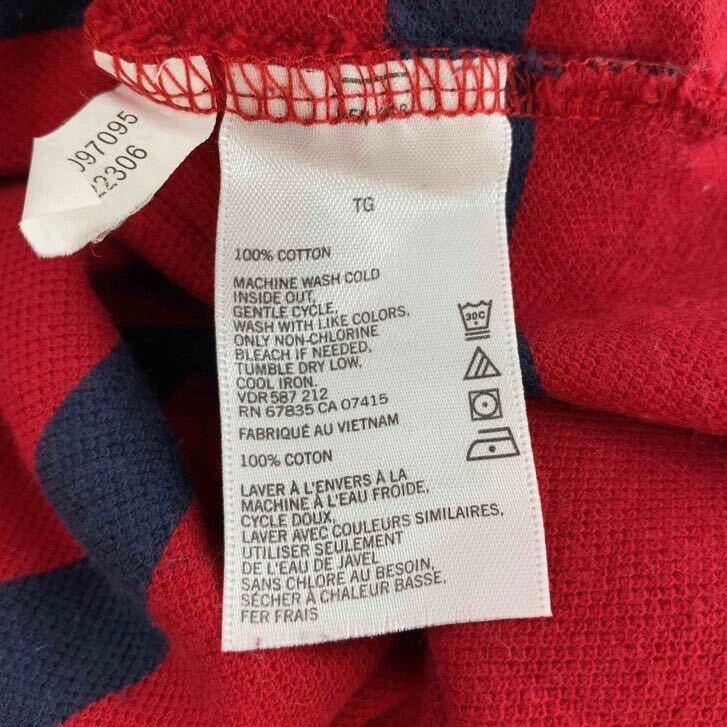 97095
2306
TG
100% COTTON
MACHINE WASH COLD
INSIDE OUT,
GENTLE CYCLE,
WASH WITH LIKE COLORS,
ONLY NON-CHLORINE
BLEACH IF NEEDED,
TUMBLE DRY LOW,
COOL IRON.
VDR 587 212
RN 67835 CA 07415
FABRIQUÉ AU VIETNAM
100% COTON
LAVER À L'ENVERS À LA
MACHINE À L'EAU FROIDE,
CYCLE DOUX,
LAVER AVEC COULEURS SIMILAIRES,
UTILISER SEULEMENT
DE L'EAU DE JAVEL
SANS CHLORE AU BESOIN,
SÉCHER À CHALEUR BASSE,
FER FRAIS
30C